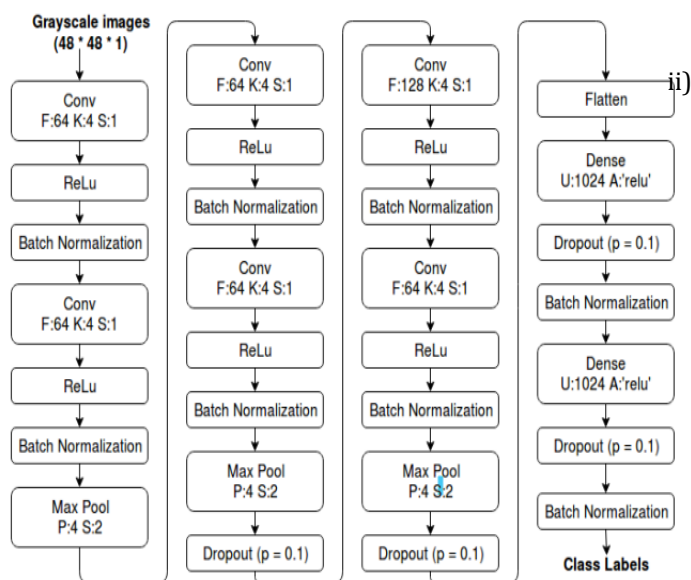 Grayscale images
(48 * 48 * 1)
Conv
F:64 K:4 S:1
ReLu
Batch Normalization
Conv
F:64 K:4 S:1
ReLu
Batch Normalization
Max Pool
P:4 S:2
Conv
F:64 K:4 S:1
ReLu
Batch Normalization
Conv
F:64 K:4 S:1
ReLu
Batch Normalization
Max Pool
P:4 S:2
Dropout (p = 0.1)
Conv
F:128 K:4 S:1
ReLu
Batch Normalization
Conv
F:64 K:4 S:1
ReLu
Batch Normalization
Max Pool
P:4 S:2
Dropout (p = 0.1)
ii)
Flatten
Dense
U:1024 A:'relu'
Dropout (p = 0.1)
Batch Normalization
Dense
U:1024 A:'relu'
Dropout (p = 0.1)
Batch Normalization
Class Labels